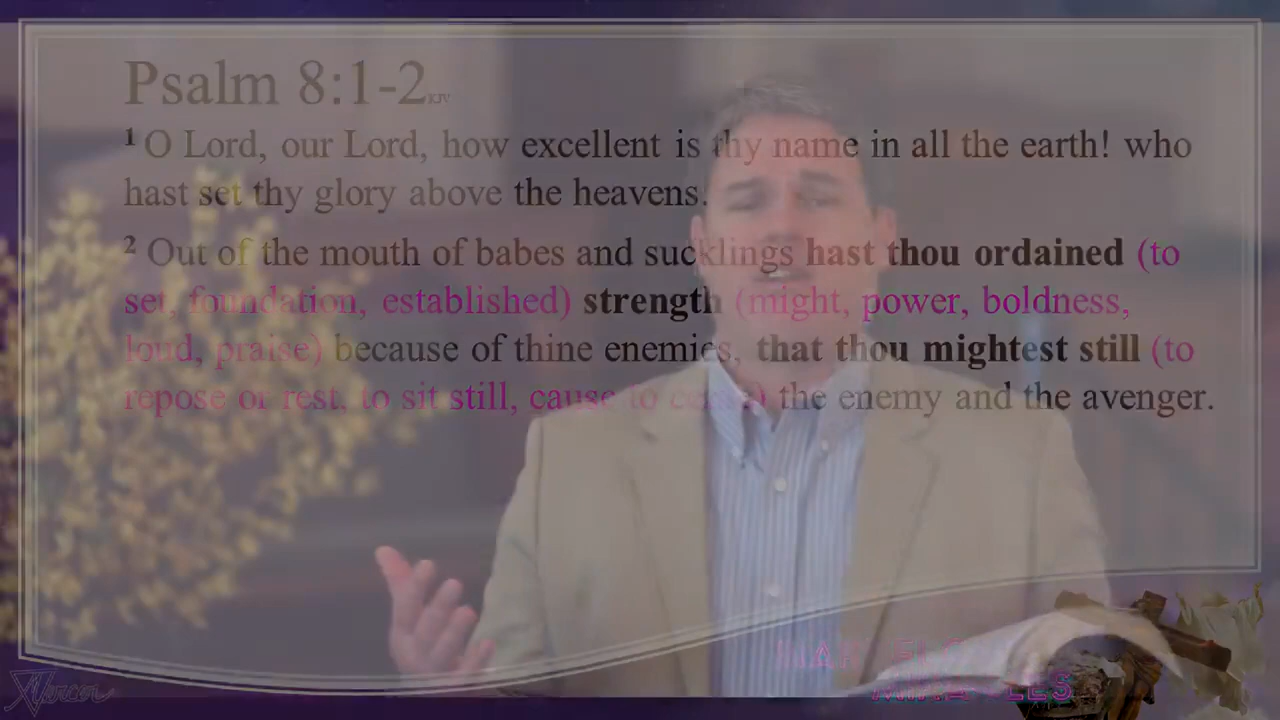 Psalm 8:1-2 KJV
1 O Lord, our Lord, how excellent is thy name in all the earth! who
hast set thy glory above the heavens.
2 Out of the mouth of babes and sucklings hast thou ordained (to
set, foundation, established) strength (might, power, boldness,
loud, praise) because of thine enemies, that thou mightest still (to
repose or rest, to sit still, cause to cease) the enemy and the avenger.